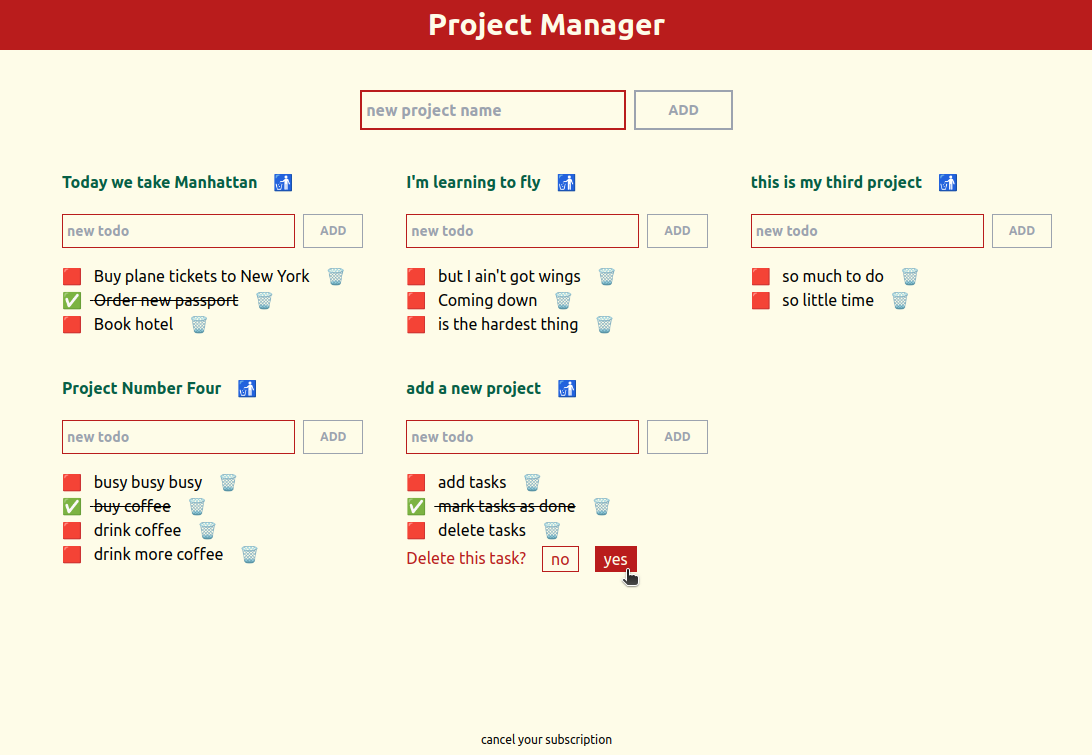 Project Manager
new project name ADD
Today we take Manhattan
new todo ADD
Buy plane tickets to New York
Order new passport
Book hotel
I'm learning to fly
new todo ADD
but I ain't got wings
Coming down
is the hardest thing
this is my third project
new todo ADD
so much to do
so little time
Project Number Four
new todo ADD
busy busy busy
buy coffee
drink coffee
drink more coffee
add a new project
new todo ADD
add tasks
mark tasks as done
delete tasks
Delete this task? no yes
cancel your subscription